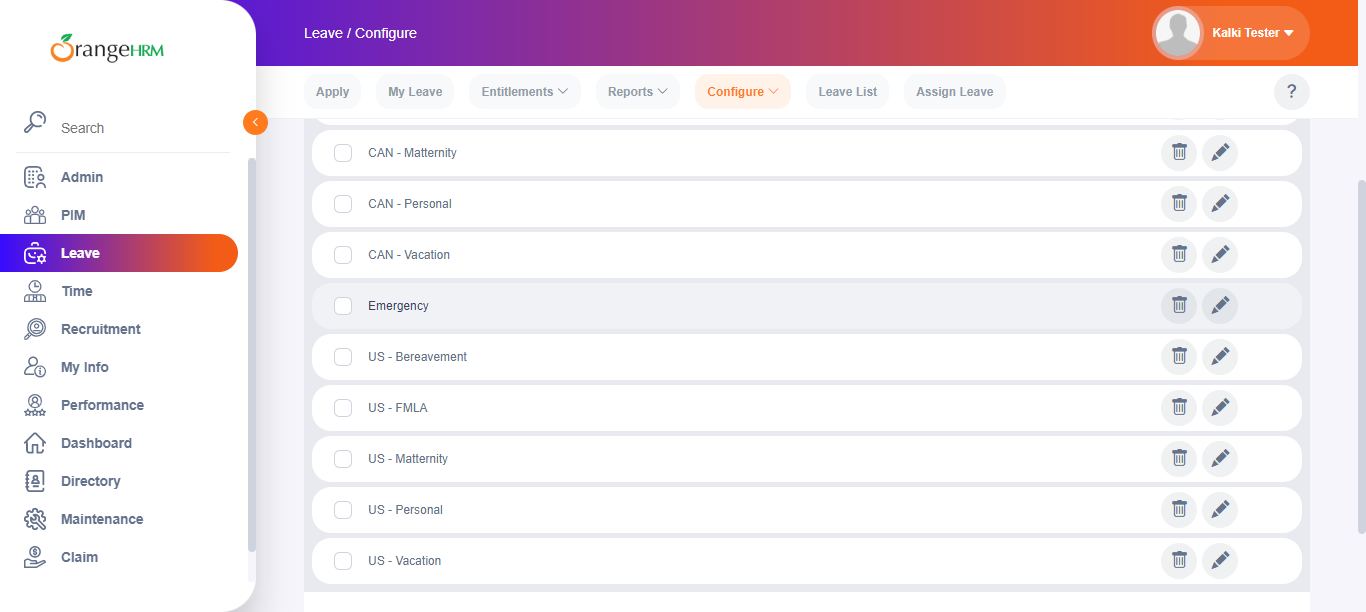 OrangeHRM
Leave / Configure
Kalki Tester
Apply
My Leave
Entitlements
Reports
Configure
Leave List
Assign Leave
?
Search
Admin
PIM
Leave
Time
Recruitment
My Info
Performance
Dashboard
Directory
Maintenance
Claim
CAN - Matternity
CAN - Personal
CAN - Vacation
Emergency
US - Bereavement
US - FMLA
US - Matternity
US - Personal
US - Vacation